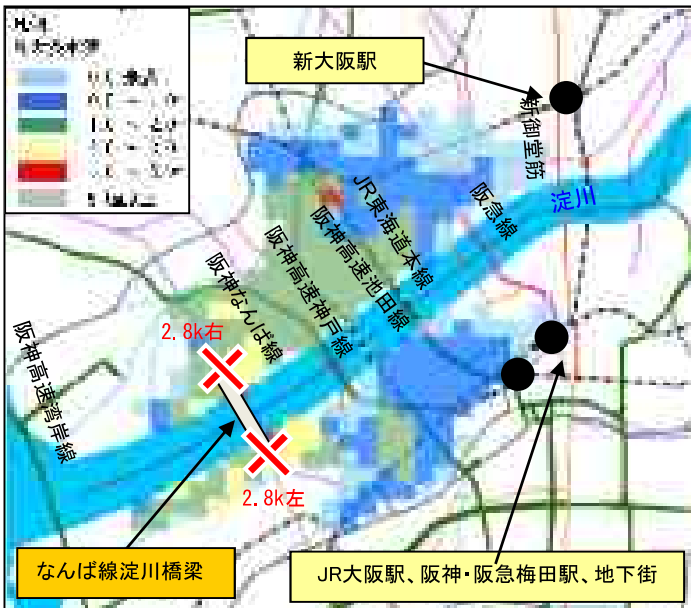 新大阪駅
新御堂筋
淀川
阪急線
JR東海道本線
阪神高速池田線
阪神高速神戸線
阪神なんば線
阪神高速湾岸線
2.8k右
2.8k左
なんば線淀川橋梁
JR大阪駅、阪神・阪急梅田駅、地下街